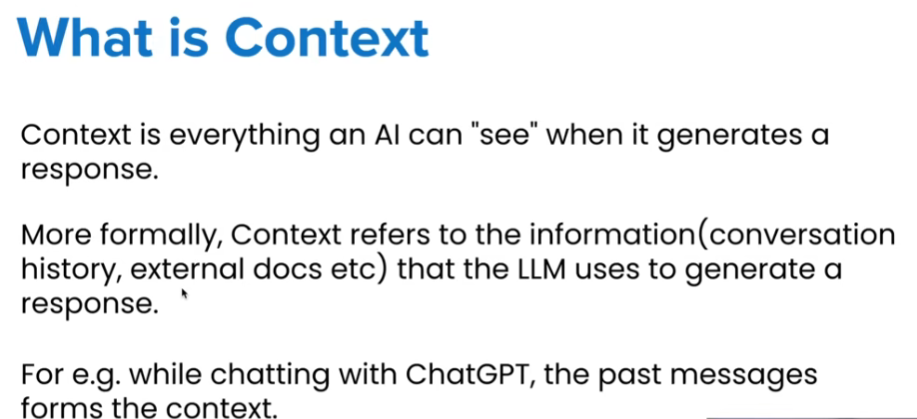 What is Context
Context is everything an AI can "see" when it generates a
response.
More formally, Context refers to the information(conversation
history, external docs etc) that the LLM uses to generate a
response.
For e.g. while chatting with ChatGPT, the past messages
forms the context.